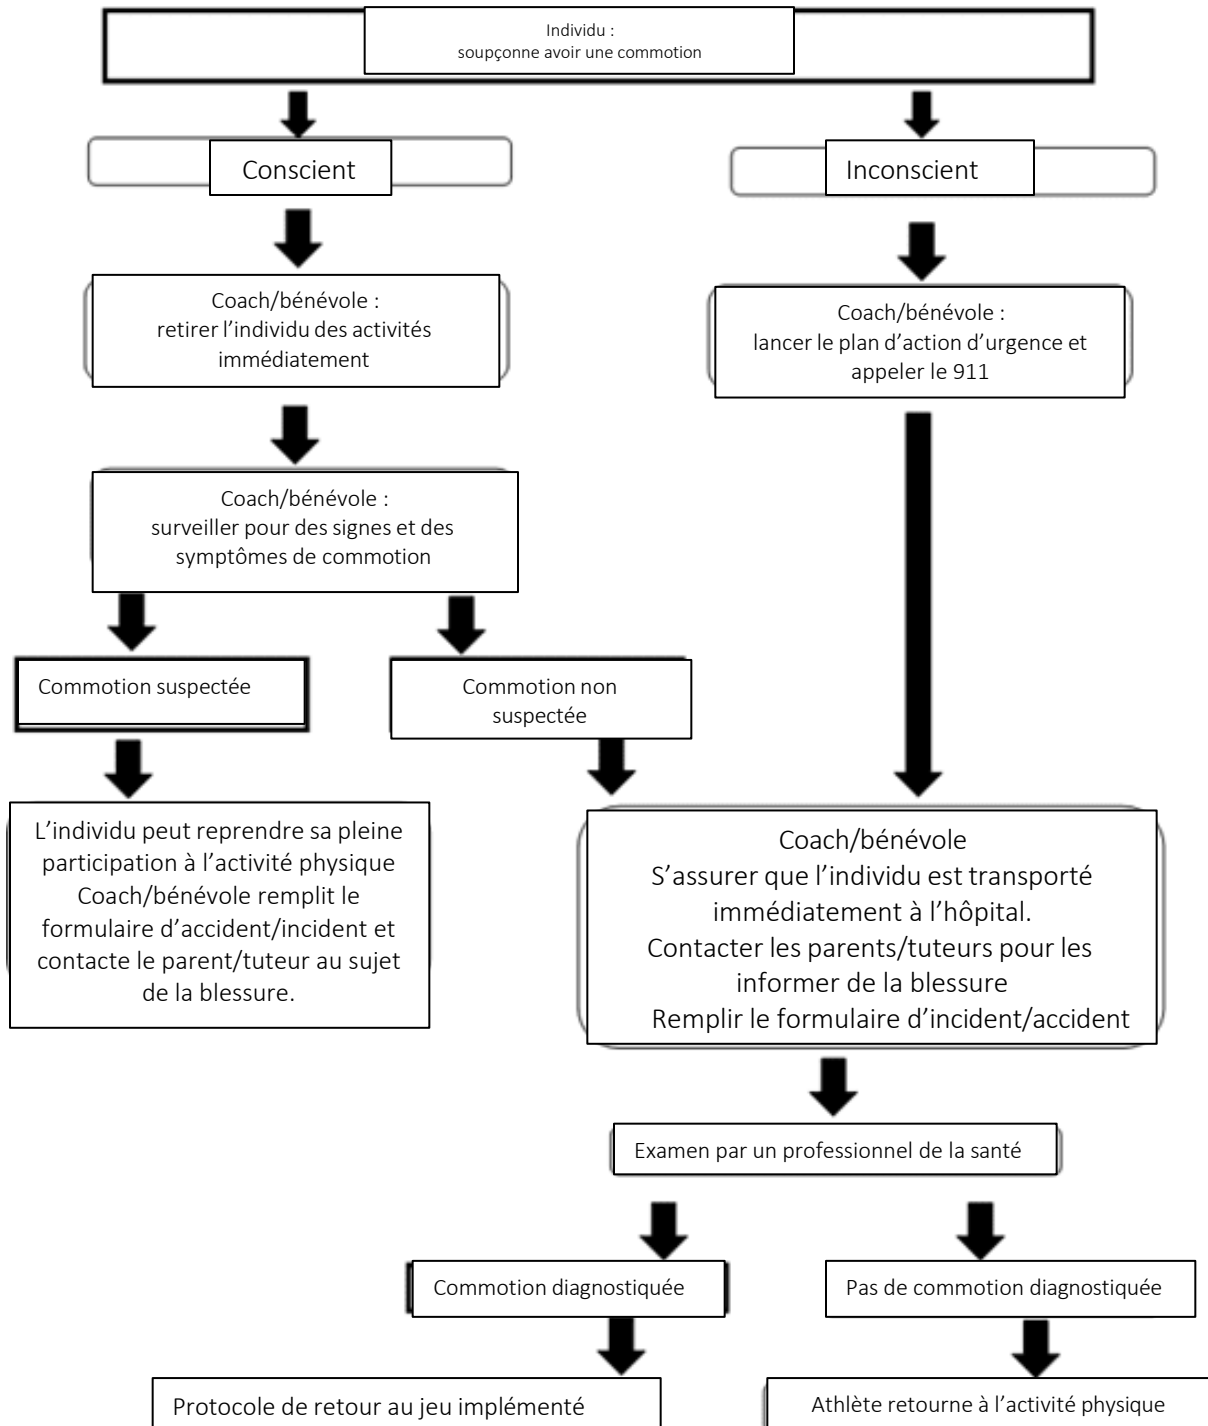 Individu :
soupçonne avoir une commotion
Conscient
Inconscient
Coach/bénévole :
retirer l’individu des activités
immédiatement
Coach/bénévole :
lancer le plan d’action d’urgence et
appeler le 911
Coach/bénévole :
surveiller pour des signes et des
symptômes de commotion
Commotion suspectée
Commotion non
suspectée
L’individu peut reprendre sa pleine
participation à l’activité physique
Coach/bénévole remplit le
formulaire d’accident/incident et
contacte le parent/tuteur au sujet
de la blessure.
Coach/bénévole
S’assurer que l’individu est transporté
immédiatement à l’hôpital.
Contacter les parents/tuteurs pour les
informer de la blessure
Remplir le formulaire d’incident/accident
Examen par un professionnel de la santé
Commotion diagnostiquée
Pas de commotion diagnostiquée
Protocole de retour au jeu implémenté
Athlète retourne à l’activité physique